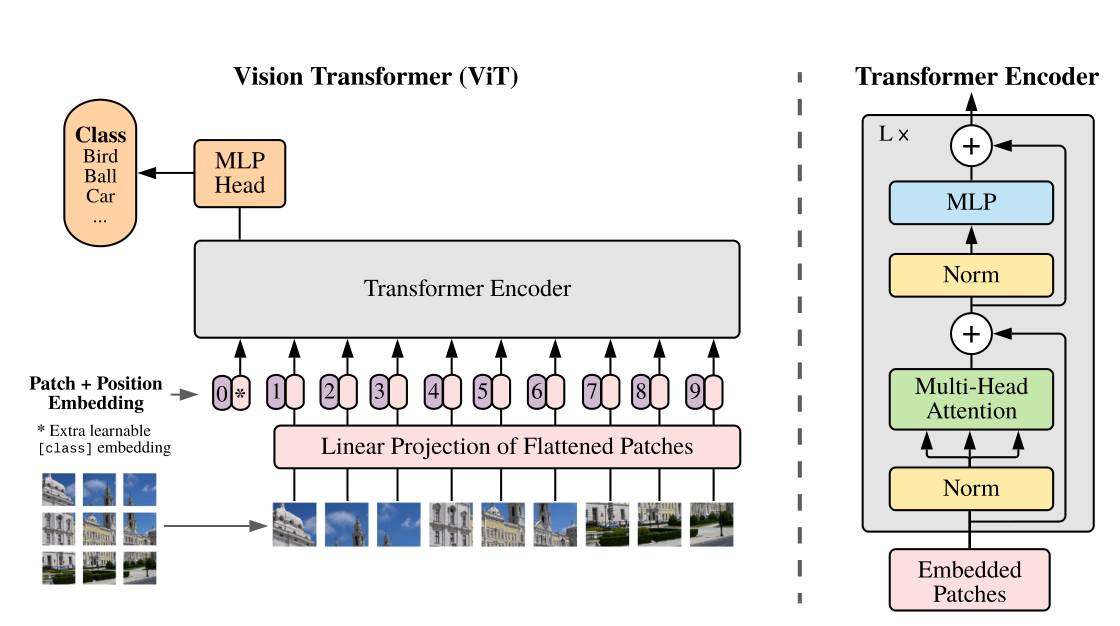 Vision Transformer (ViT)
Class
Bird
Ball
Car
...
MLP
Head
Transformer Encoder
Patch + Position
Embedding
0 * 1 2 3 4 5 6 7 8 9
* Extra learnable
[class] embedding
Linear Projection of Flattened Patches
Transformer Encoder
L ×
+
MLP
Norm
+
Multi-Head
Attention
Norm
Embedded
Patches